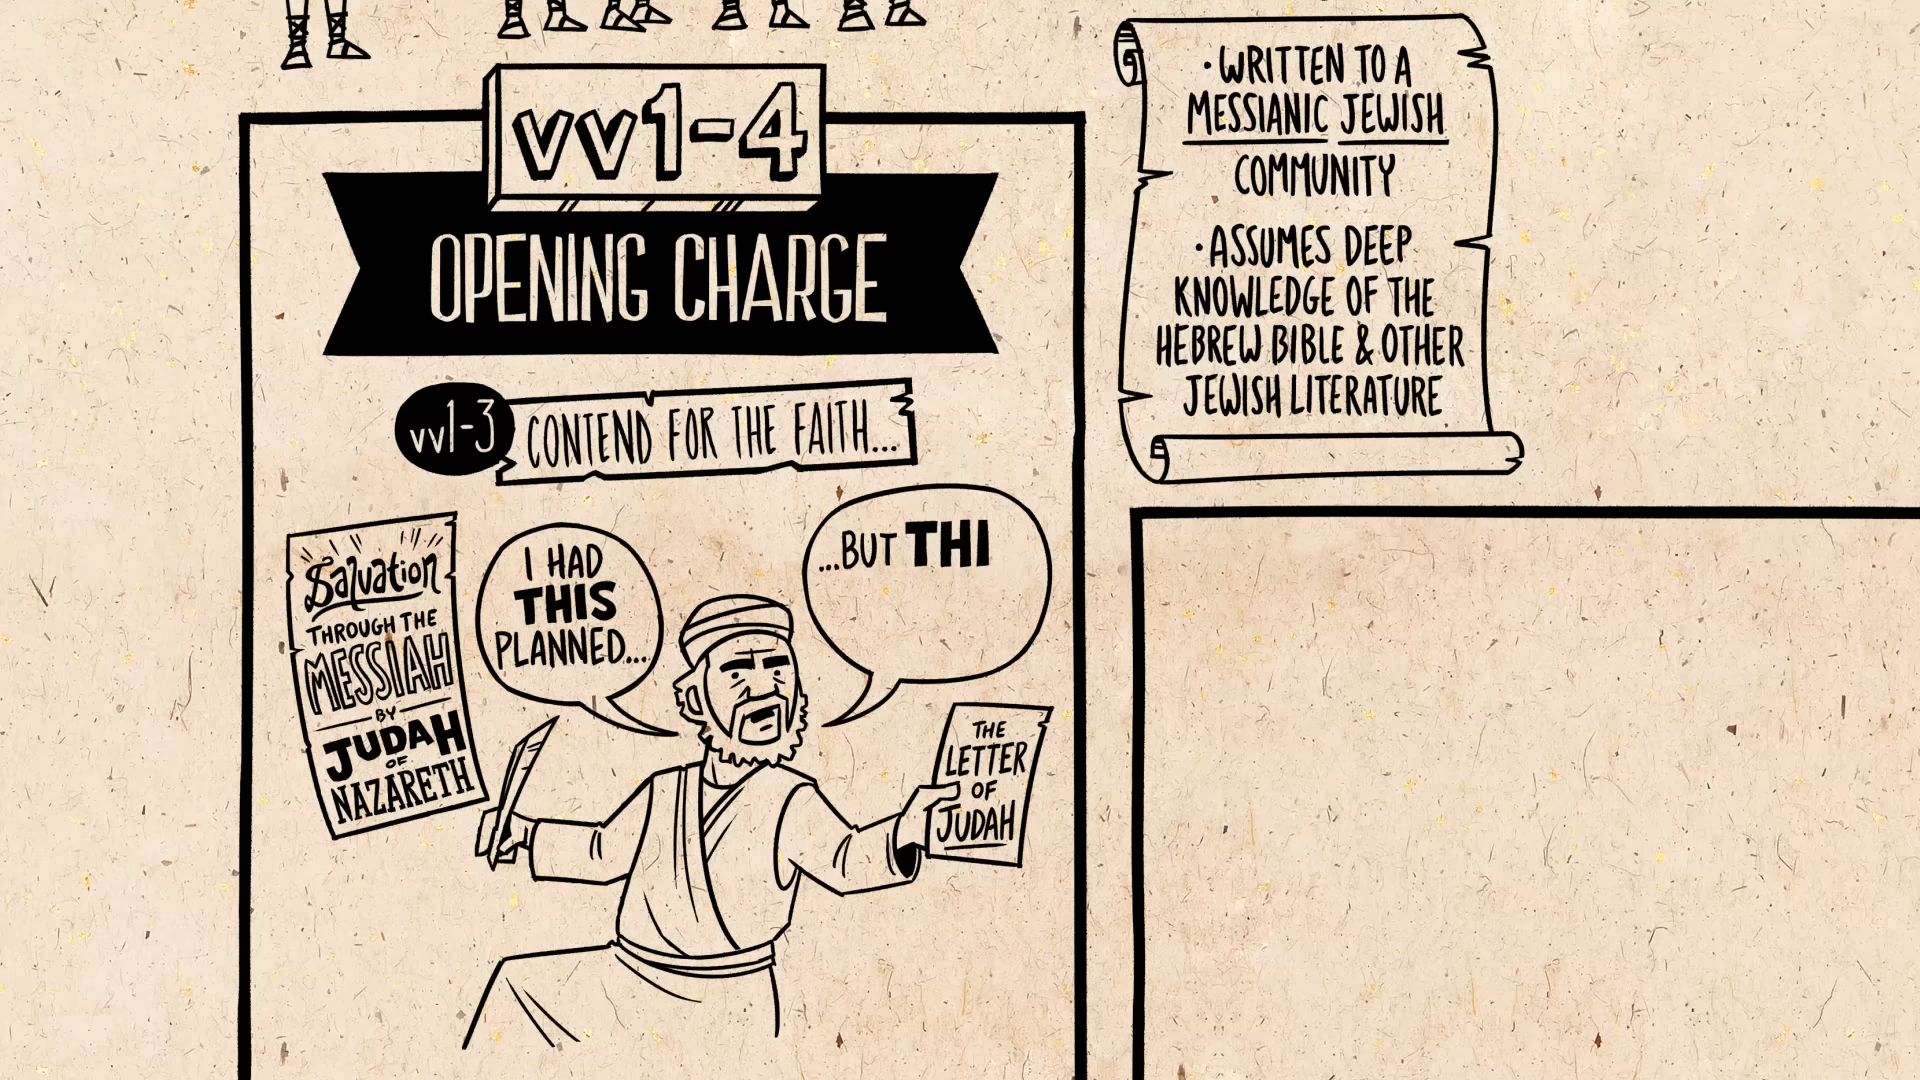 vv1-4
OPENING CHARGE
vv1-3 CONTEND FOR THE FAITH...
Salvation
THROUGH THE
MESSIAH
BY
JUDAH
OF
NAZARETH
I HAD
THIS
PLANNED...
...BUT THI
THE
LETTER
OF
JUDAH
• WRITTEN TO A
MESSIANIC JEWISH
COMMUNITY
• ASSUMES DEEP
KNOWLEDGE OF THE
HEBREW BIBLE & OTHER
JEWISH LITERATURE